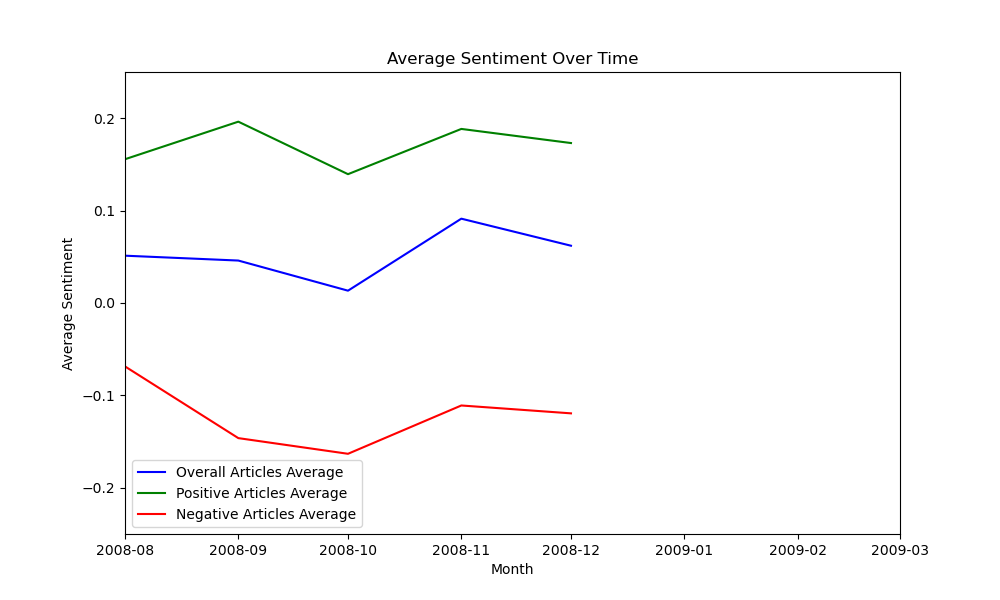 Average Sentiment Over Time
Average Sentiment
0.2
0.1
0.0
−0.1
−0.2
Overall Articles Average
Positive Articles Average
Negative Articles Average
2008-08 2008-09 2008-10 2008-11 2008-12 2009-01 2009-02 2009-03
Month